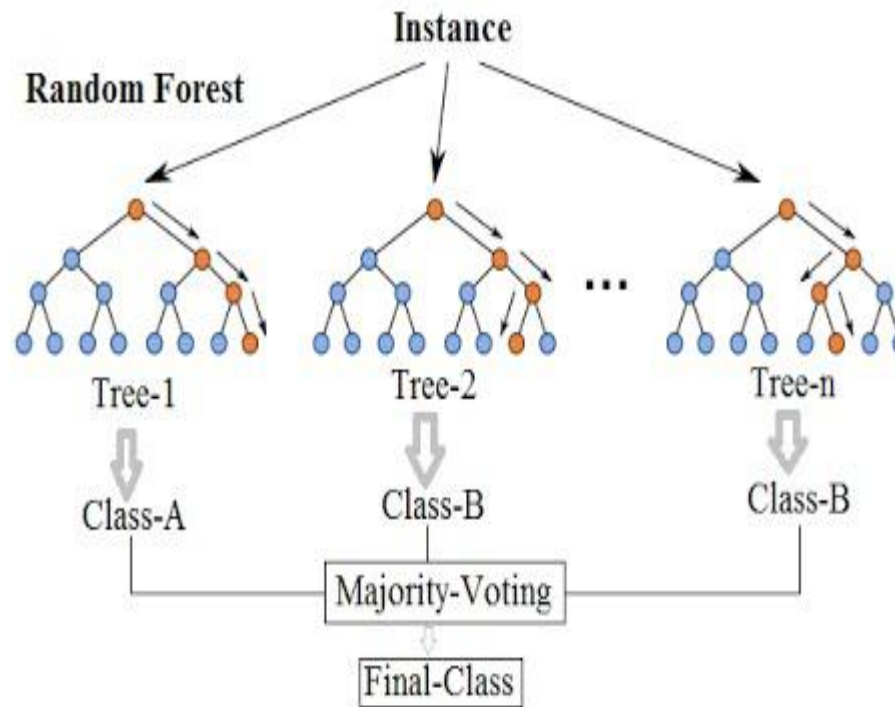 Instance
Random Forest
...
Tree-1
Tree-2
Tree-n
Class-A
Class-B
Class-B
Majority-Voting
Final-Class